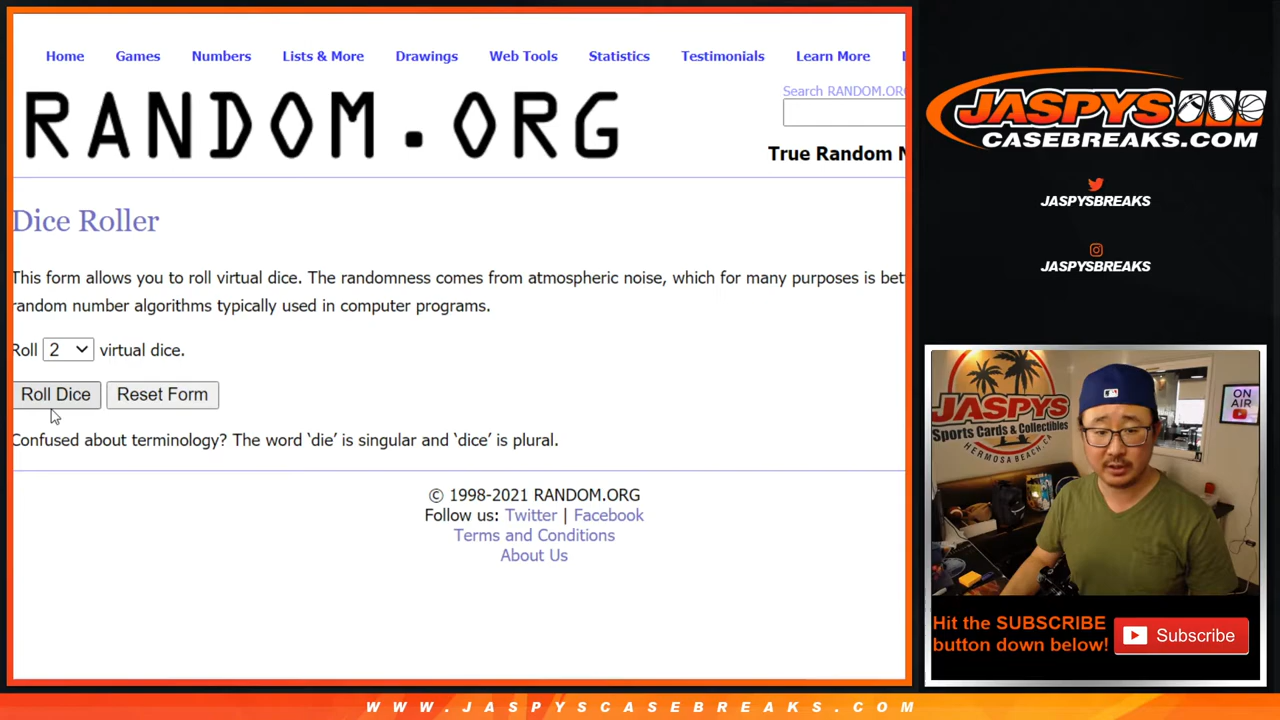 Home Games Numbers Lists & More Drawings Web Tools Statistics Testimonials Learn More
RANDOM.ORG
Search RANDOM.ORG
True Random N
Dice Roller
This form allows you to roll virtual dice. The randomness comes from atmospheric noise, which for many purposes is bet
random number algorithms typically used in computer programs.
Roll 2 virtual dice.
Roll Dice Reset Form
Confused about terminology? The word ‘die’ is singular and ‘dice’ is plural.
© 1998-2021 RANDOM.ORG
Follow us: Twitter | Facebook
Terms and Conditions
About Us
JASPYS
CASEBREAKS.COM
JASPYSBREAKS
JASPYSBREAKS
JASPYS
Sports Cards & Collectibles
HERMOSA BEACH, CA
ON
AIR
Hit the SUBSCRIBE
button down below!
Subscribe
WWW.JASPYSCASEBREAKS.COM